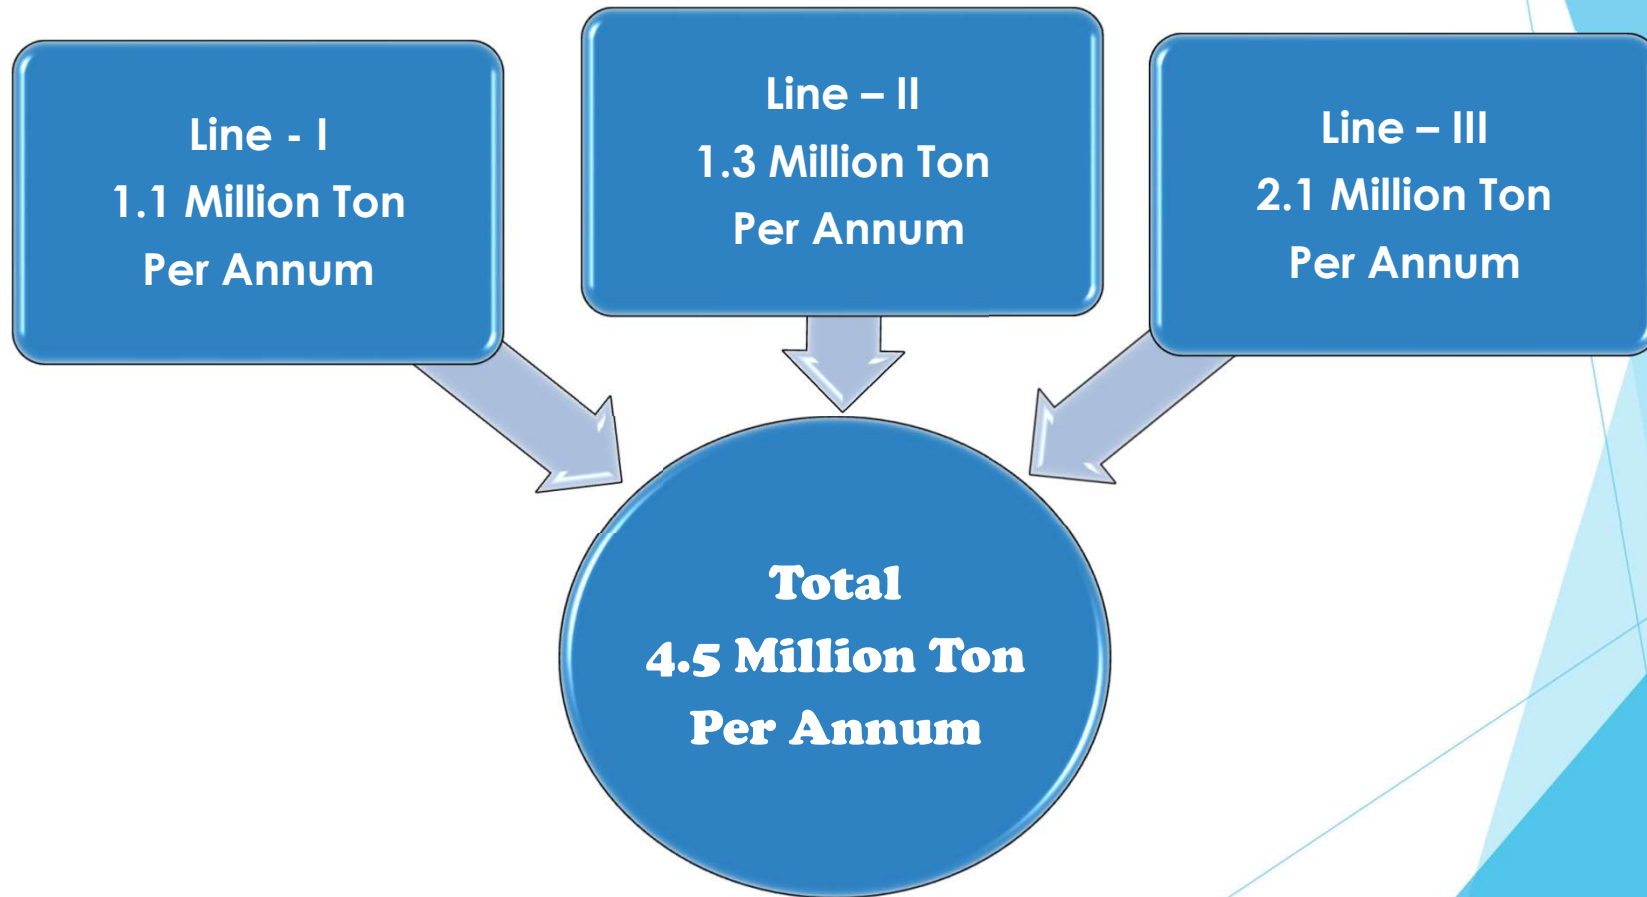 Line - I
1.1 Million Ton
Per Annum
Line – II
1.3 Million Ton
Per Annum
Line – III
2.1 Million Ton
Per Annum
Total
4.5 Million Ton
Per Annum